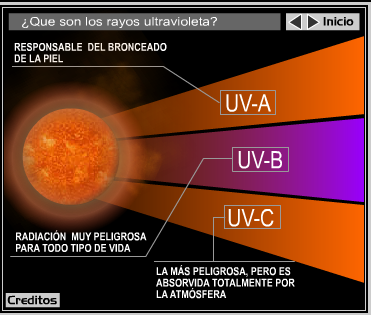 ¿Que son los rayos ultravioleta?
Inicio
RESPONSABLE DEL BRONCEADO
DE LA PIEL
UV-A
UV-B
UV-C
RADIACIÓN MUY PELIGROSA
PARA TODO TIPO DE VIDA
LA MÁS PELIGROSA, PERO ES
ABSORVIDA TOTALMENTE POR
LA ATMÓSFERA
Creditos